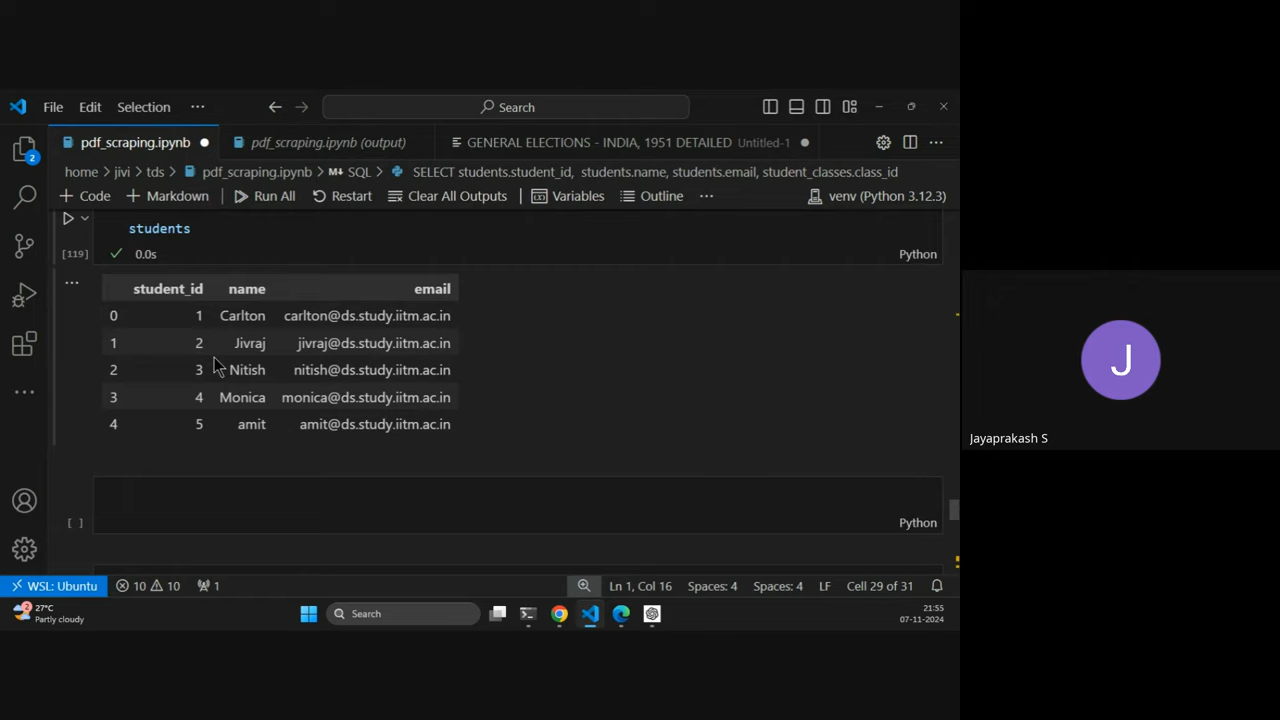 File Edit Selection ... Search
pdf_scraping.ipynb pdf_scraping.ipynb (output) GENERAL ELECTIONS - INDIA, 1951 DETAILED Untitled-1
2
home > jivi > tds > pdf_scraping.ipynb > M↓ SQL > SELECT students.student_id, students.name, students.email, student_classes.class_id
+ Code + Markdown Run All Restart Clear All Outputs Variables Outline ... venv (Python 3.12.3)
students
[119] 0.0s Python
student_id name email
0 1 Carlton carlton@ds.study.iitm.ac.in
1 2 Jivraj jivraj@ds.study.iitm.ac.in
2 3 Nitish nitish@ds.study.iitm.ac.in
3 4 Monica monica@ds.study.iitm.ac.in
4 5 amit amit@ds.study.iitm.ac.in
[ ] Python
J
Jayaprakash S
WSL: Ubuntu 10 10 1 Ln 1, Col 16 Spaces: 4 Spaces: 4 LF Cell 29 of 31
2 27°C
Partly cloudy
Search
21:55
07-11-2024